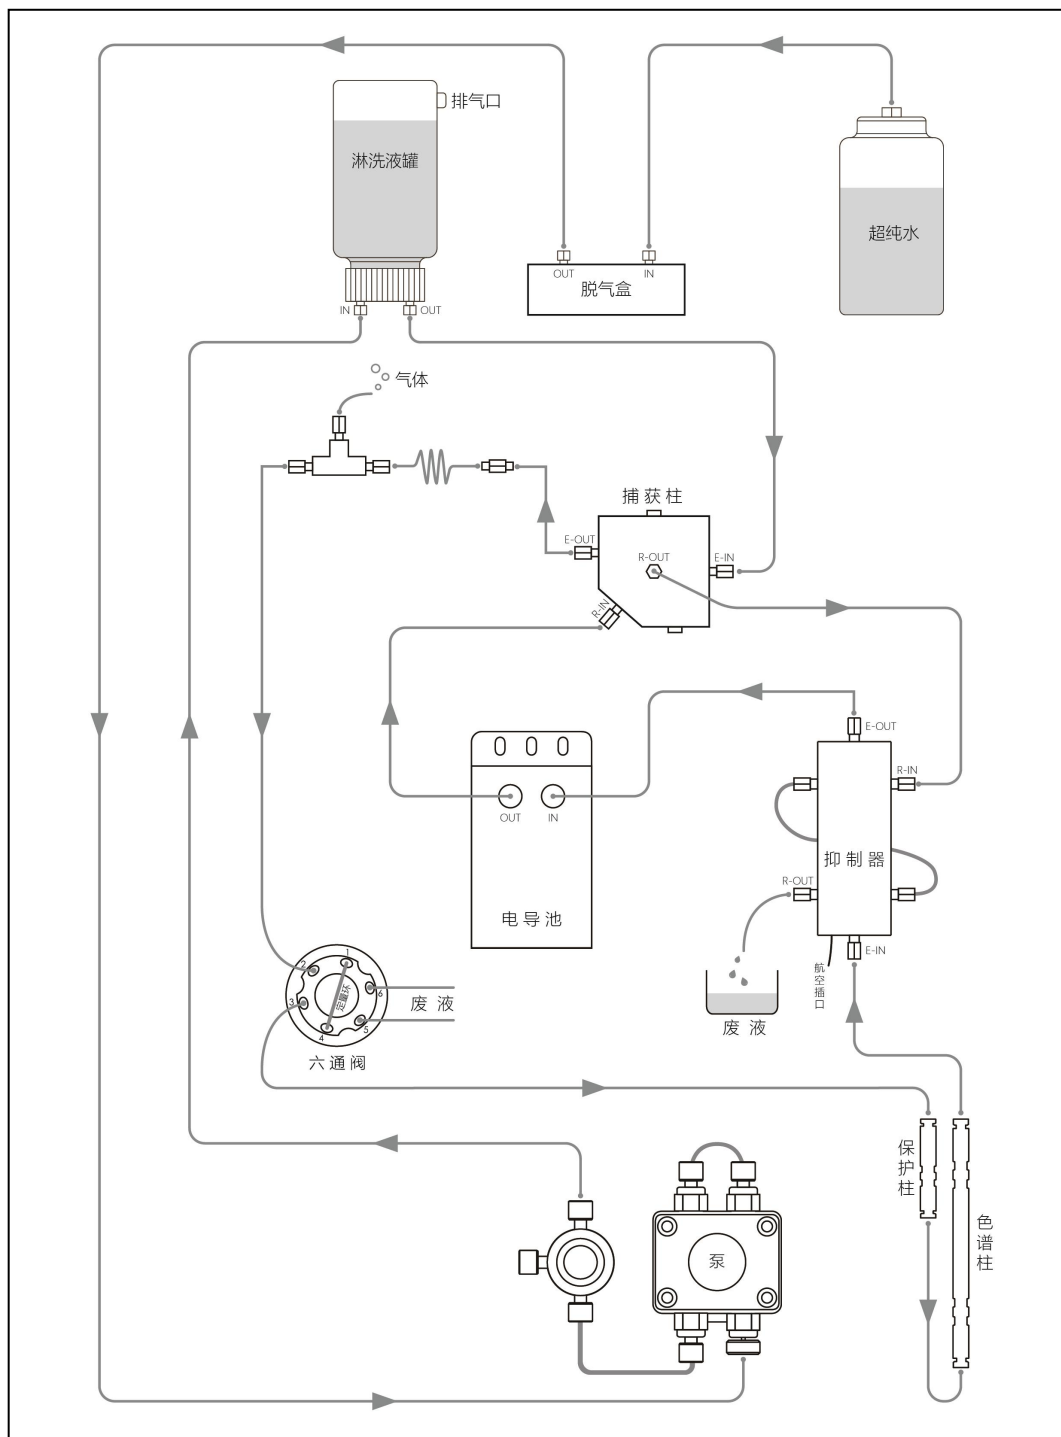 排气口
淋洗液罐
超纯水
OUT
IN
脱气盒
IN
OUT
气体
捕获柱
E-OUT
R-OUT
E-IN
R-IN
E-OUT
R-IN
OUT
IN
抑制器
R-OUT
电导池
E-IN
航空插口
1
2
3
4
5
6
定量环
废液
废液
六通阀
保护柱
色谱柱
泵